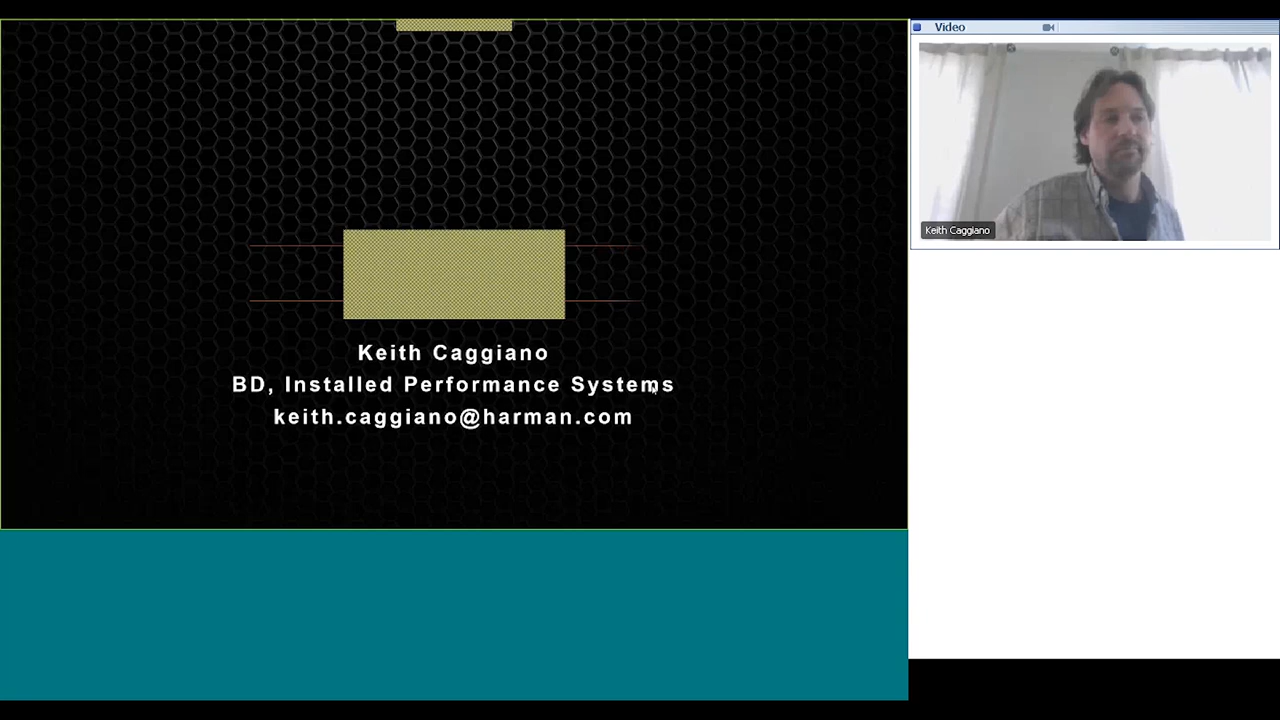 Video
Keith Caggiano
Keith Caggiano
BD, Installed Performance Systems
keith.caggiano@harman.com